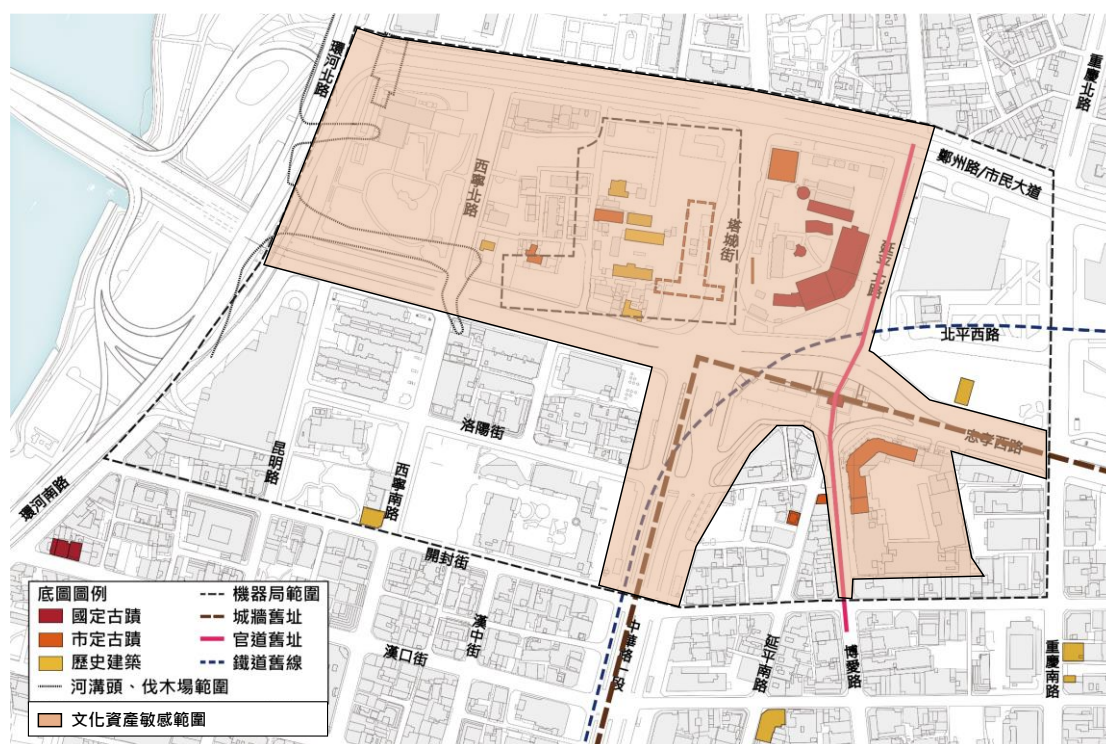 環河北路
重慶北路
鄭州路/市民大道
西寧北路
塔城街
延平北路
北平西路
忠孝西路
洛陽街
昆明路
西寧南路
環河南路
開封街
漢中街
漢口街
中華路一段
延平南路
博愛路
重慶南路
底圖圖例
國定古蹟
市定古蹟
歷史建築
河溝頭、伐木場範圍
機器局範圍
城牆舊址
官道舊址
鐵道舊線
文化資產敏感範圍